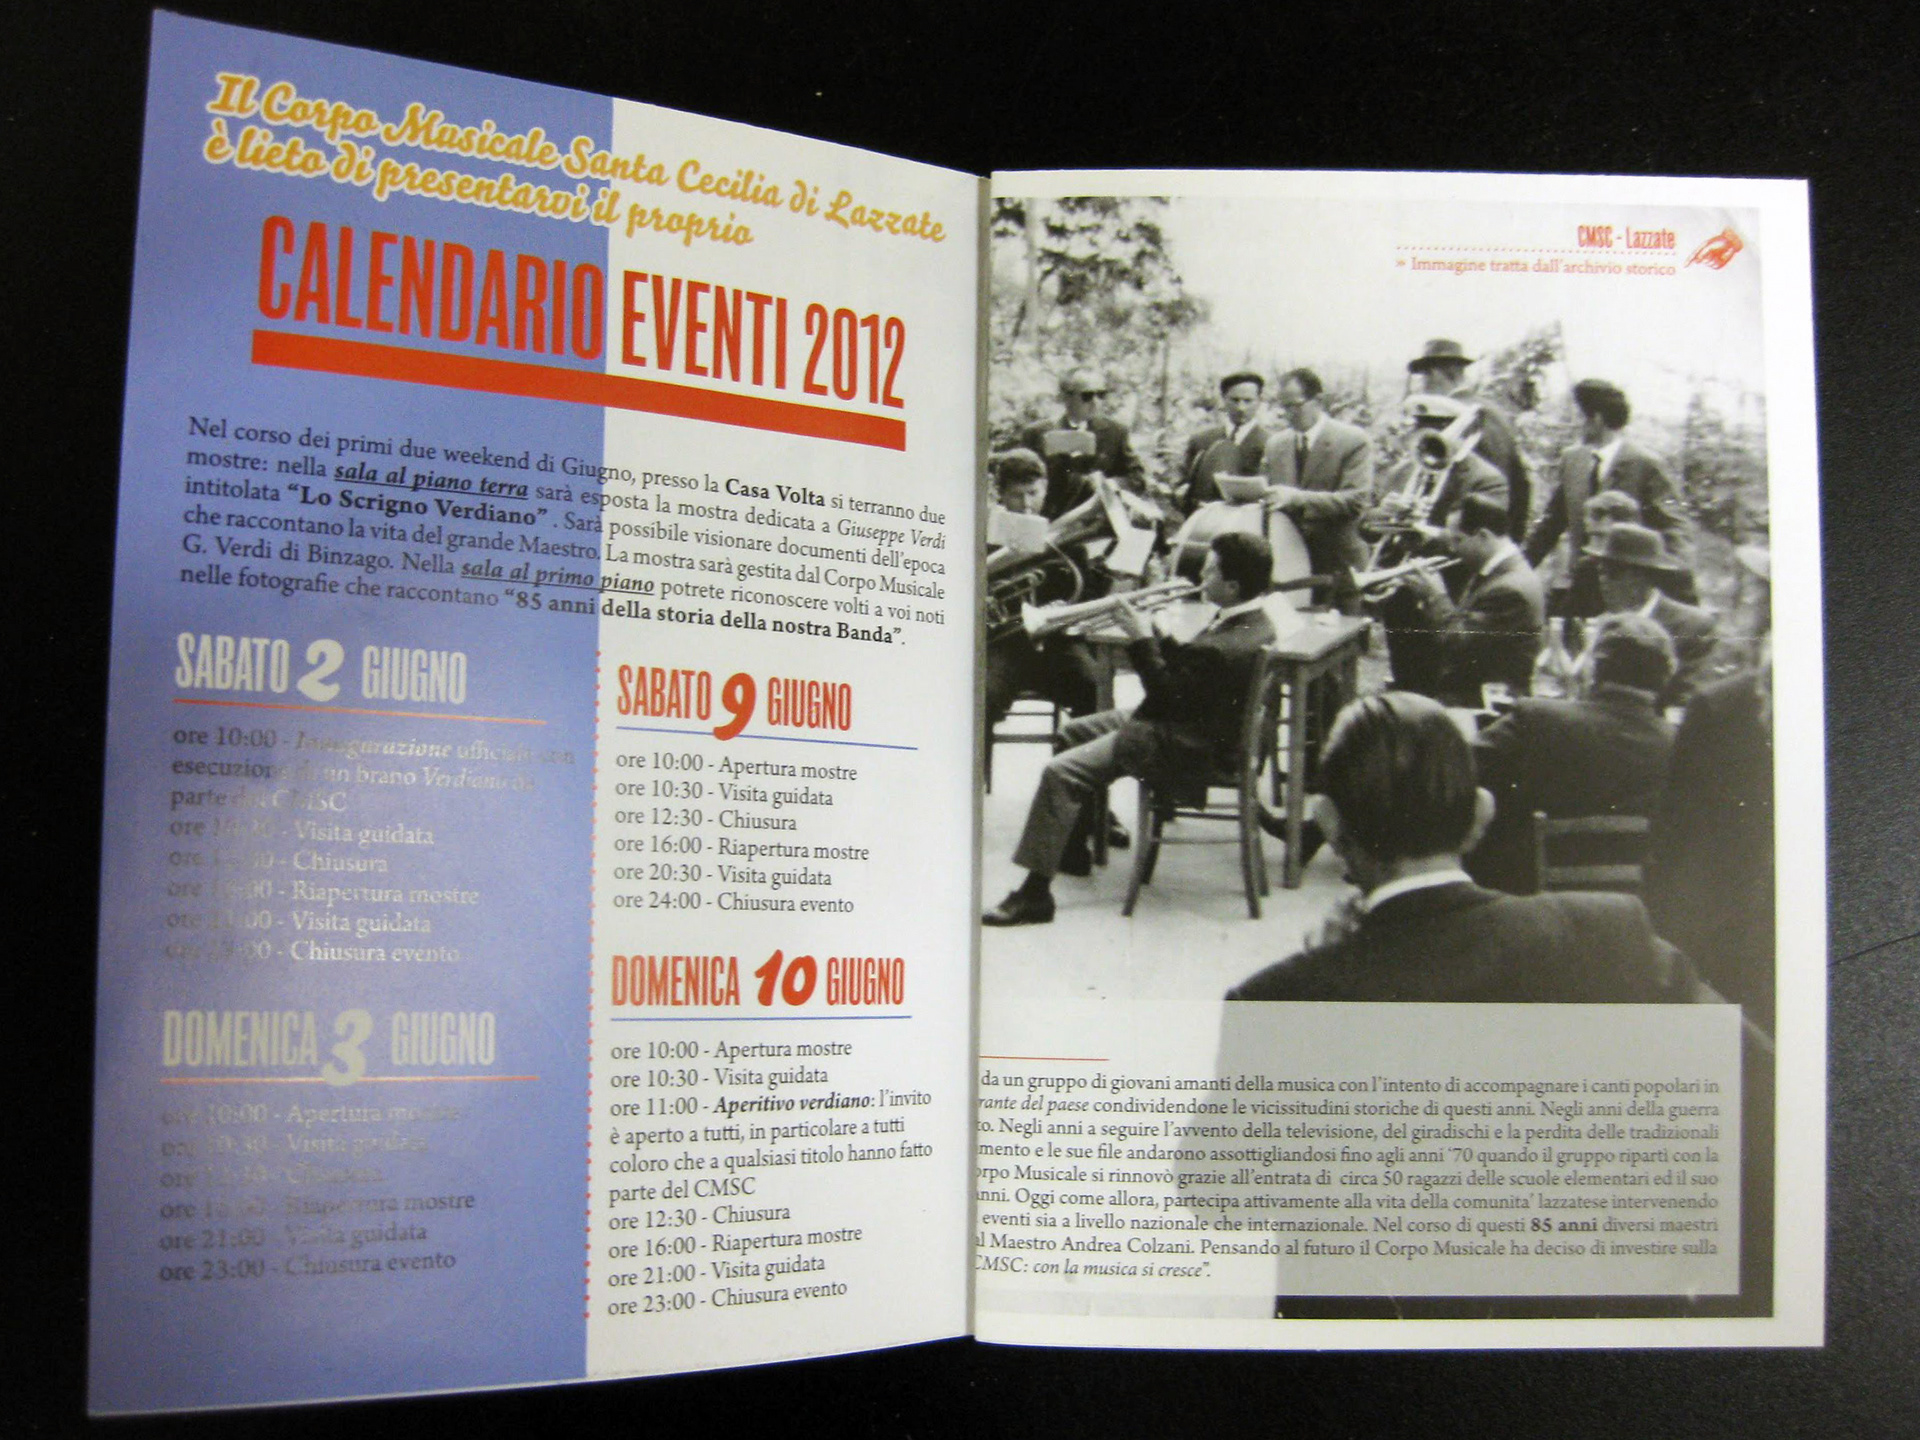 Il Corpo Musicale Santa Cecilia di Lazzate
è lieto di presentarvi il proprio
CALENDARIO EVENTI 2012
Nel corso dei primi due weekend di Giugno, presso la Casa Volta si terranno due
mostre: nella sala al piano terra sarà esposta la mostra dedicata a Giuseppe Verdi
intitolata “Lo Scrigno Verdiano” . Sarà possibile visionare documenti dell'epoca
che raccontano la vita del grande Maestro. La mostra sarà gestita dal Corpo Musicale
G. Verdi di Binzago. Nella sala al primo piano potrete riconoscere volti a voi noti
nelle fotografie che raccontano “85 anni della storia della nostra Banda”.
SABATO 2 GIUGNO
ore 10:00 - Inaugurazione ufficiale con
esecuzione di un brano Verdiano da
parte del CMSC
ore - Visita guidata
ore - Chiusura
ore - Riapertura mostre
ore - Visita guidata
- Chiusura evento
DOMENICA 3 GIUGNO
ore 10:00 - Apertura mostre
ore 10:30 - Visita guidata
ore - Chiusura
ore - Riapertura mostre
ore 21:00 - Visita guidata
ore 23:00 - Chiusura evento
SABATO 9 GIUGNO
ore 10:00 - Apertura mostre
ore 10:30 - Visita guidata
ore 12:30 - Chiusura
ore 16:00 - Riapertura mostre
ore 20:30 - Visita guidata
ore 24:00 - Chiusura evento
DOMENICA 10 GIUGNO
ore 10:00 - Apertura mostre
ore 10:30 - Visita guidata
ore 11:00 - Aperitivo verdiano: l'invito
è aperto a tutti, in particolare a tutti
coloro che a qualsiasi titolo hanno fatto
parte del CMSC
ore 12:30 - Chiusura
ore 16:00 - Riapertura mostre
ore 21:00 - Visita guidata
ore 23:00 - Chiusura evento
CMSC - Lazzate
» Immagine tratta dall'archivio storico
da un gruppo di giovani amanti della musica con l'intento di accompagnare i canti popolari in
rante del paese condividendone le vicissitudini storiche di questi anni. Negli anni della guerra
to. Negli anni a seguire l'avvento della televisione, del giradischi e la perdita delle tradizionali
mento e le sue file andarono assottigliandosi fino agli anni '70 quando il gruppo ripartì con la
orpo Musicale si rinnovò grazie all'entrata di circa 50 ragazzi delle scuole elementari ed il suo
anni. Oggi come allora, partecipa attivamente alla vita della comunita' lazzatese intervenendo
eventi sia a livello nazionale che internazionale. Nel corso di questi 85 anni diversi maestri
al Maestro Andrea Colzani. Pensando al futuro il Corpo Musicale ha deciso di investire sulla
CMSC: con la musica si cresce”.